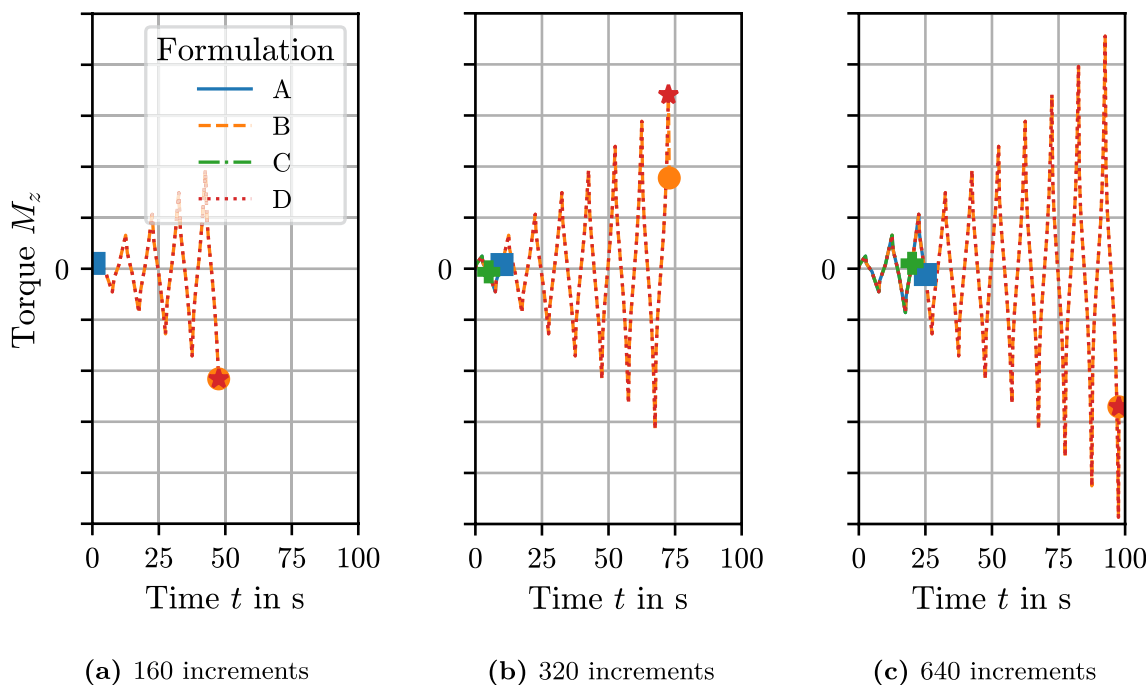 Formulation
A
B
C
D
Torque M_z
0
0
0
0 25 50 75 100
0 25 50 75 100
0 25 50 75 100
Time t in s
Time t in s
Time t in s
(a) 160 increments
(b) 320 increments
(c) 640 increments